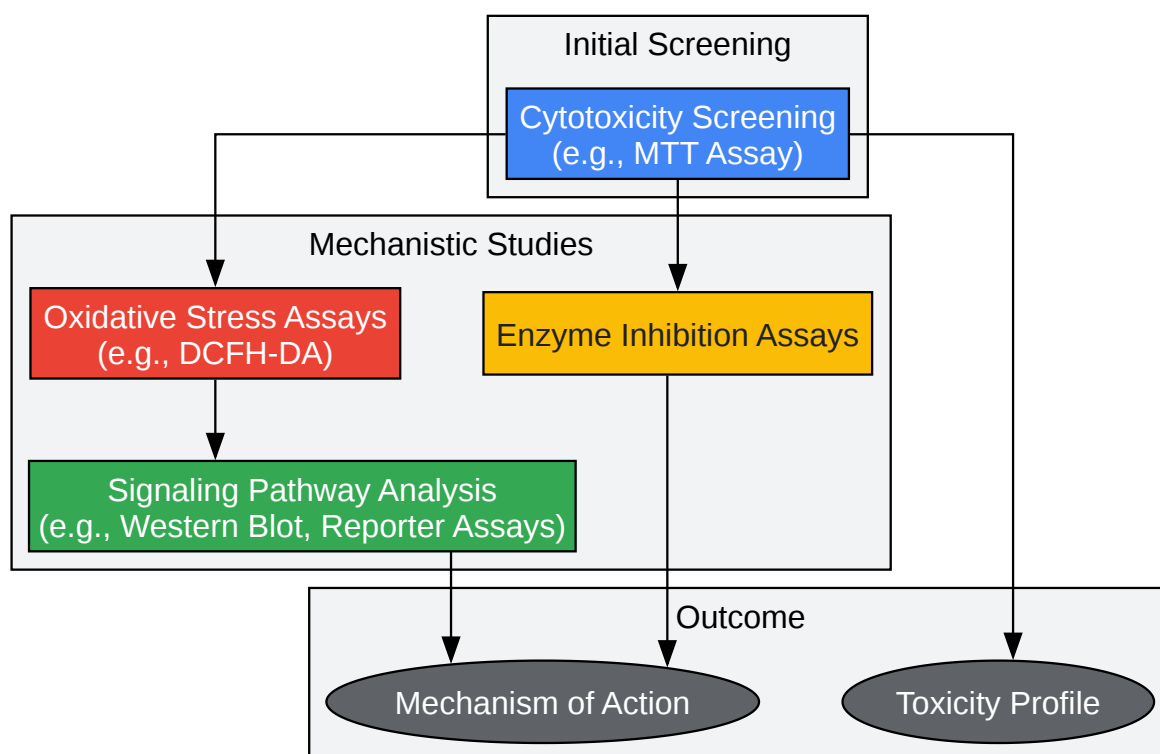 Initial Screening
Cytotoxicity Screening
(e.g., MTT Assay)
Mechanistic Studies
Oxidative Stress Assays
(e.g., DCFH-DA)
Enzyme Inhibition Assays
Signaling Pathway Analysis
(e.g., Western Blot, Reporter Assays)
Outcome
Mechanism of Action
Toxicity Profile